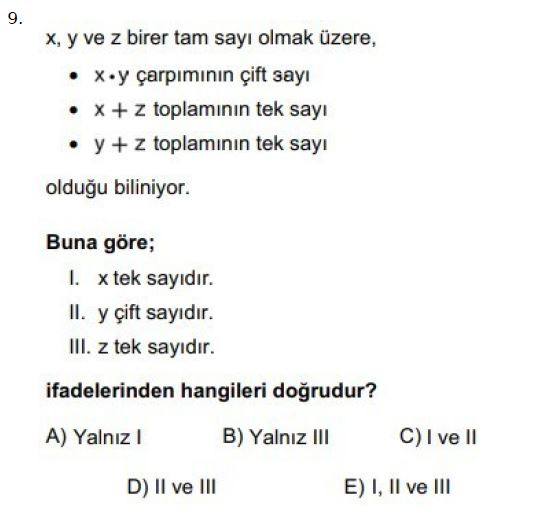 9.
x, y ve z birer tam sayı olmak üzere,
• x·y çarpımının çift sayı
• x + z toplamının tek sayı
• y + z toplamının tek sayı
olduğu biliniyor.
Buna göre;
I. x tek sayıdır.
II. y çift sayıdır.
III. z tek sayıdır.
ifadelerinden hangileri doğrudur?
A) Yalnız I B) Yalnız III C) I ve II
D) II ve III E) I, II ve III